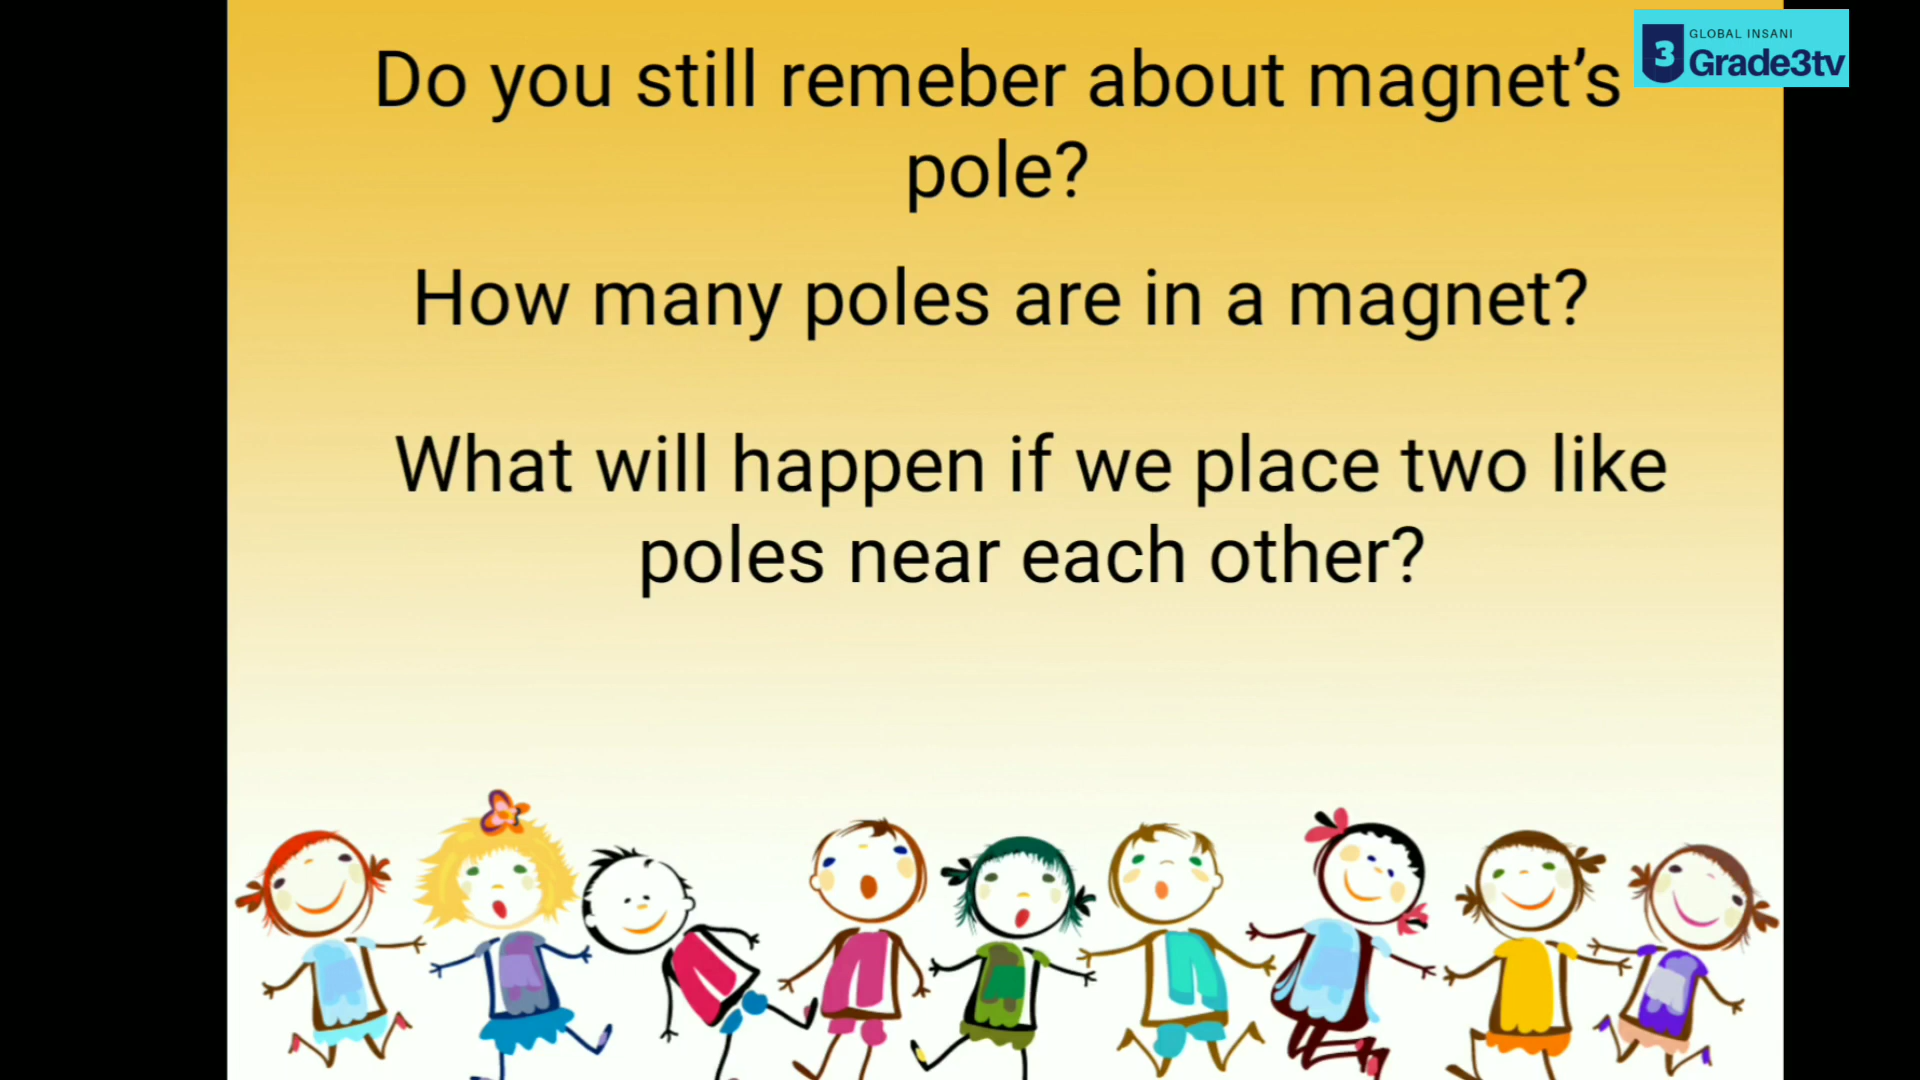 Do you still remeber about magnet's
pole?
How many poles are in a magnet?
What will happen if we place two like
poles near each other?
3
GLOBAL INSANI
Grade3tv